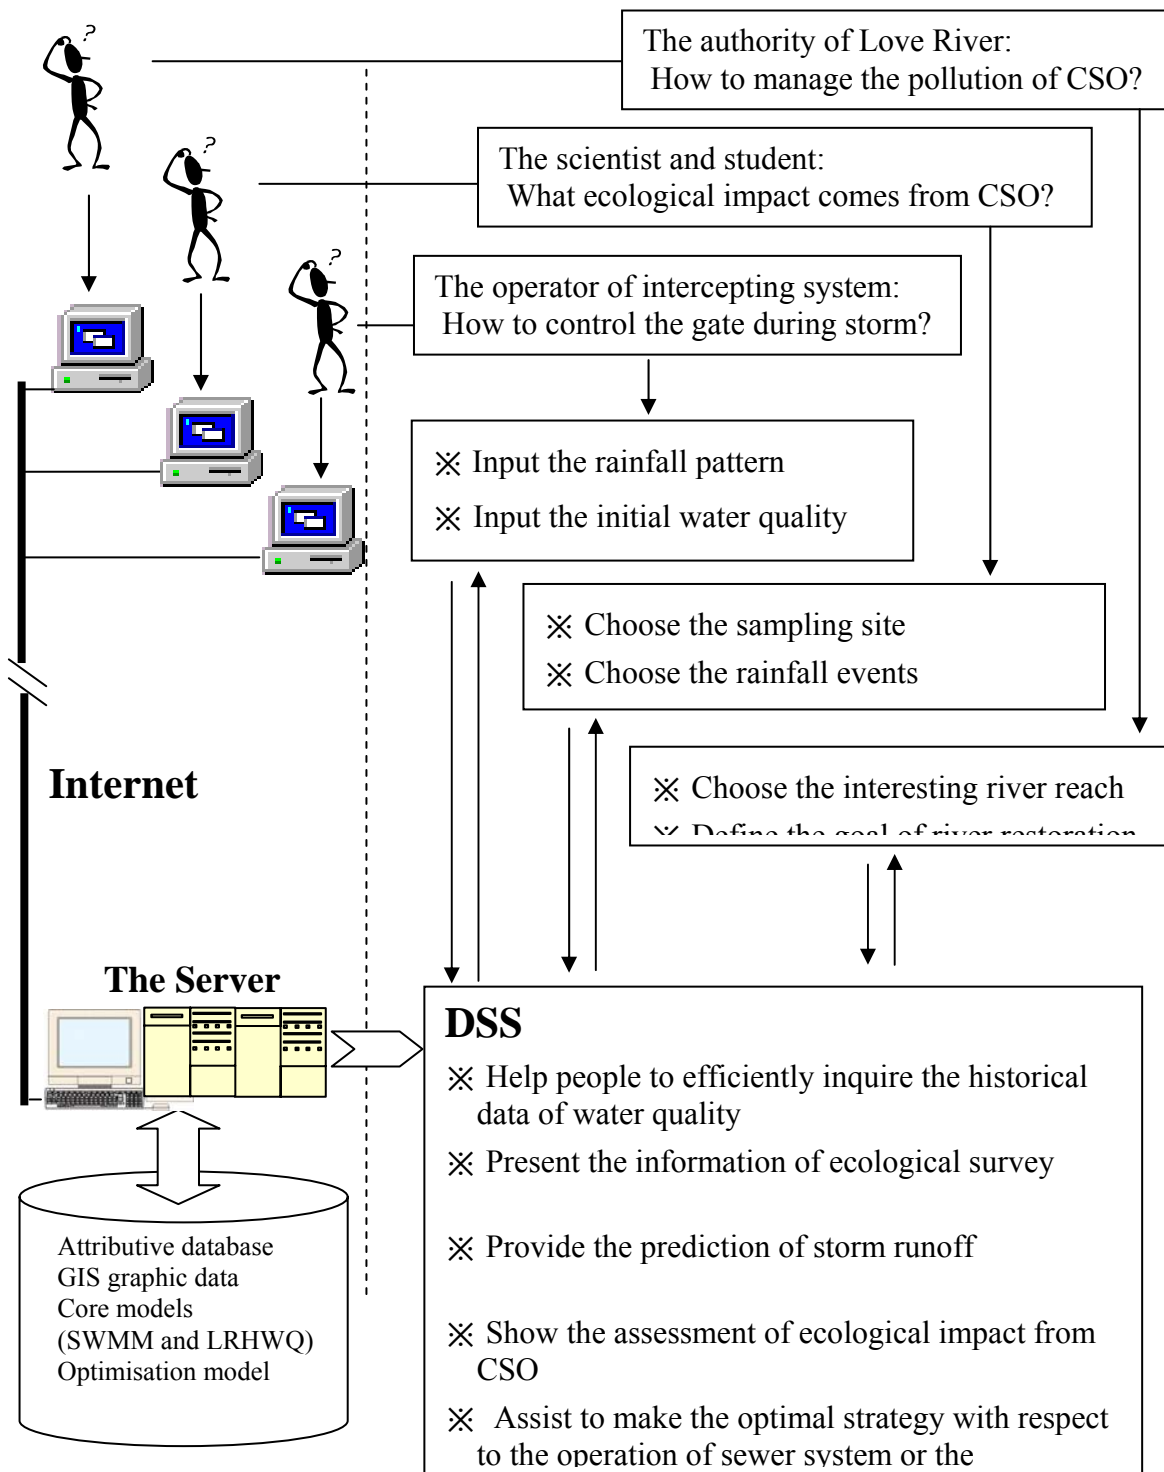 ?
The authority of Love River:
How to manage the pollution of CSO?
?
The scientist and student:
What ecological impact comes from CSO?
?
The operator of intercepting system:
How to control the gate during storm?
※ Input the rainfall pattern
※ Input the initial water quality
※ Choose the sampling site
※ Choose the rainfall events
※ Choose the interesting river reach
※ Define the goal of river restoration
Internet
The Server
Attributive database
GIS graphic data
Core models
(SWMM and LRHWQ)
Optimisation model
DSS
※ Help people to efficiently inquire the historical
data of water quality
※ Present the information of ecological survey
※ Provide the prediction of storm runoff
※ Show the assessment of ecological impact from
CSO
※ Assist to make the optimal strategy with respect
to the operation of sewer system or the